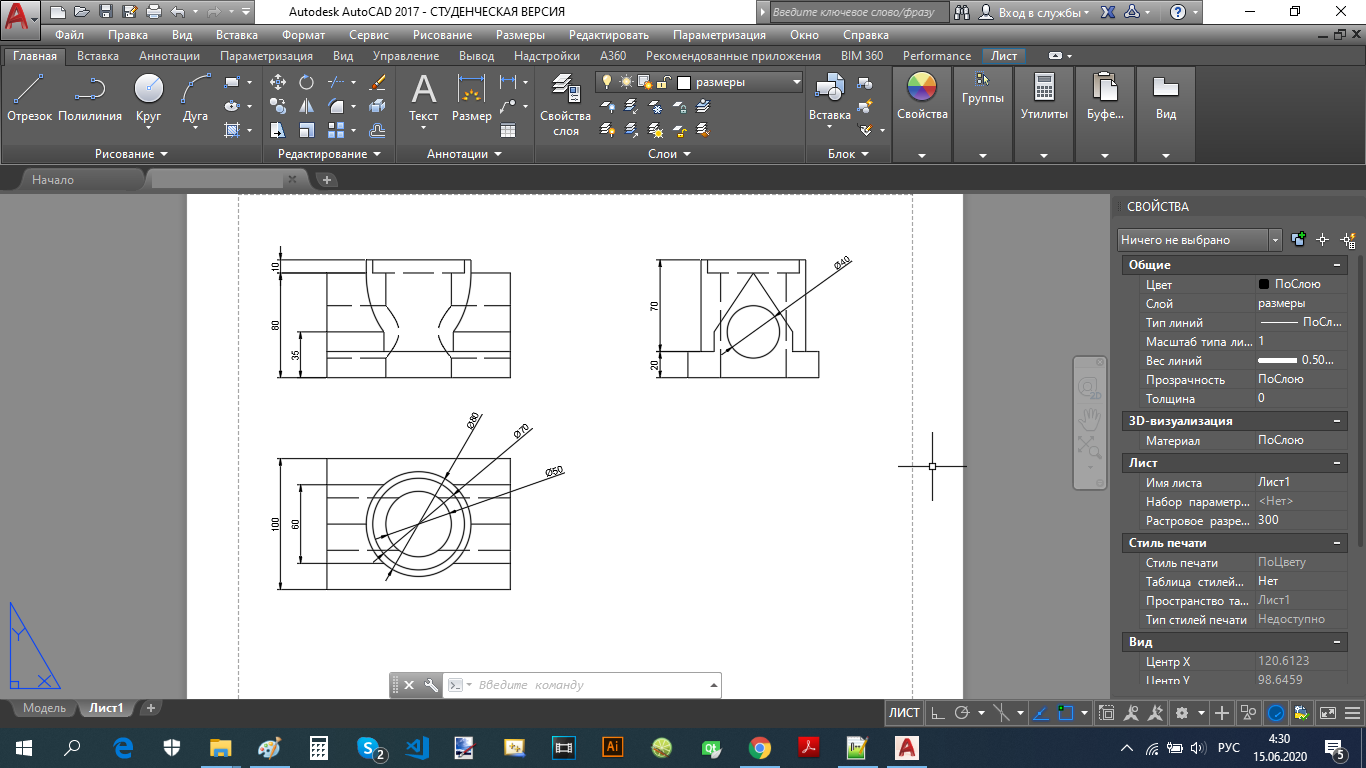 Autodesk AutoCAD 2017 - СТУДЕНЧЕСКАЯ ВЕРСИЯ
Введите ключевое слово/фразу
Вход в службы
Файл Правка Вид Вставка Формат Сервис Рисование Размеры Редактировать Параметризация Окно Справка
Главная Вставка Аннотации Параметризация Вид Управление Вывод Надстройки A360 Рекомендованные приложения BIM 360 Performance Лист
размеры
Отрезок Полилиния Круг Дуга
Текст Размер
Свойства
слоя
Вставка
Свойства
Группы
Утилиты
Буфе...
Вид
Рисование Редактирование Аннотации Слои Блок
Начало
СВОЙСТВА
Ничего не выбрано
Общие
Цвет ПоСлою
Слой размеры
Тип линий ПоСл...
Масштаб типа ли... 1
Вес линий 0.50...
Прозрачность ПоСлою
Толщина 0
3D-визуализация
Материал ПоСлою
Лист
Имя листа Лист1
Набор параметр... <Нет>
Растровое разре... 300
Стиль печати
Стиль печати ПоЦвету
Таблица стилей... Нет
Пространство та... Лист1
Тип стилей печати Недоступно
Вид
Центр X 120.6123
Центр Y 98.6459
10
80
35
70
20
Ø40
Ø80
Ø70
Ø50
100
60
2D
Y
X
Введите команду
Модель Лист1
ЛИСТ
2
Ai
Qt
РУС
4:30
15.06.2020
5